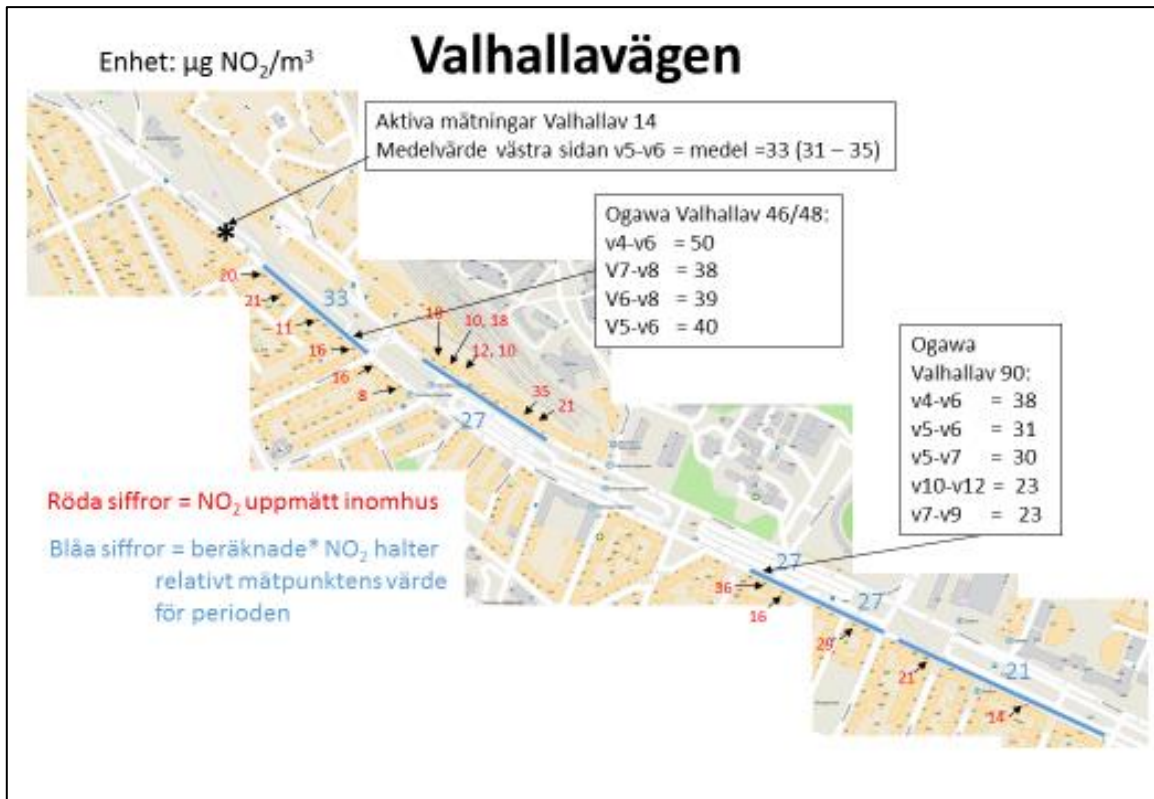 Valhallavägen
Enhet: µg NO₂/m³
Aktiva mätningar Valhallav 14
Medelvärde västra sidan v5-v6 = medel =33 (31 – 35)
Ogawa Valhallav 46/48:
v4-v6 = 50
V7-v8 = 38
V6-v8 = 39
V5-v6 = 40
Ogawa
Valhallav 90:
v4-v6 = 38
v5-v6 = 31
v5-v7 = 30
v10-v12 = 23
v7-v9 = 23
*
20
21
33
11
16
16
8
10, 18
12, 10
35
21
27
Röda siffror = NO₂ uppmätt inomhus
Blåa siffror = beräknade* NO₂ halter
relativt mätpunktens värde
för perioden
27
36
16
27
29
21
21
14